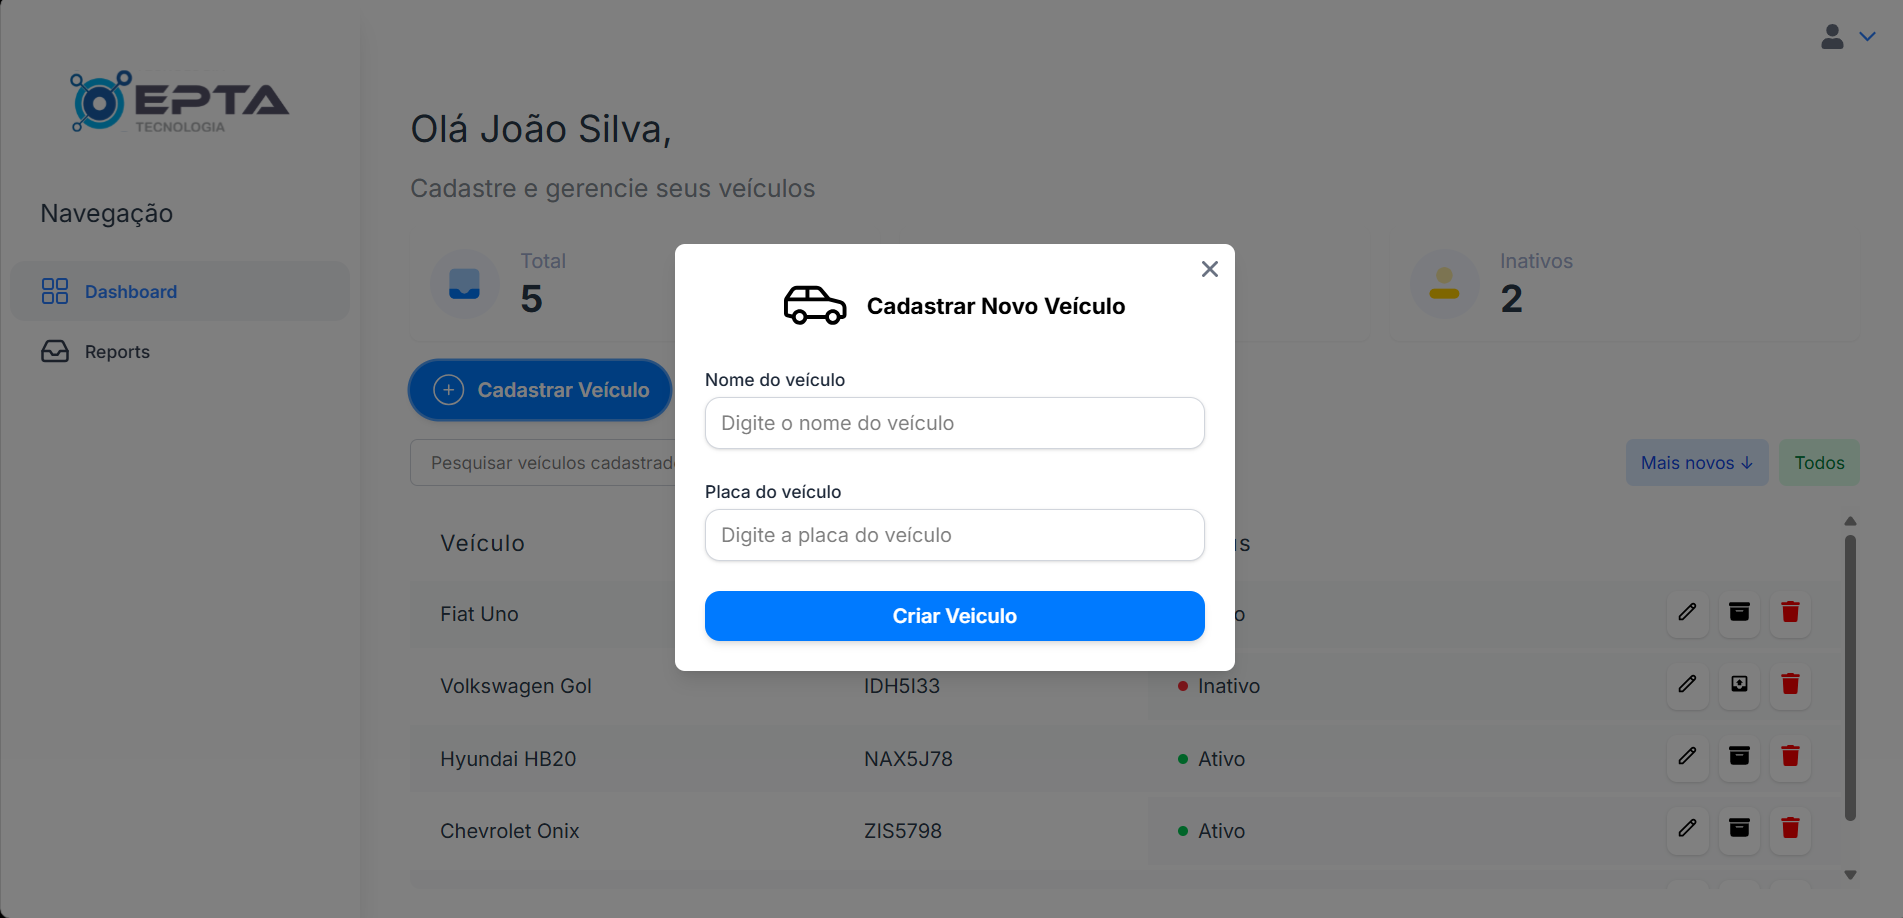 EPTA
TECNOLOGIA
Navegação
Dashboard
Reports
Olá João Silva,
Cadastre e gerencie seus veículos
Total
5
Inativos
2
Cadastrar Veículo
Pesquisar veículos
Mais novos ↓
Todos
Cadastrar Novo Veículo
Nome do veículo
Digite o nome do veículo
Placa do veículo
Digite a placa do veículo
Criar Veiculo
Veículo
Fiat Uno
Volkswagen Gol IDH5I33 Inativo
Hyundai HB20 NAX5J78 Ativo
Chevrolet Onix ZIS5798 Ativo